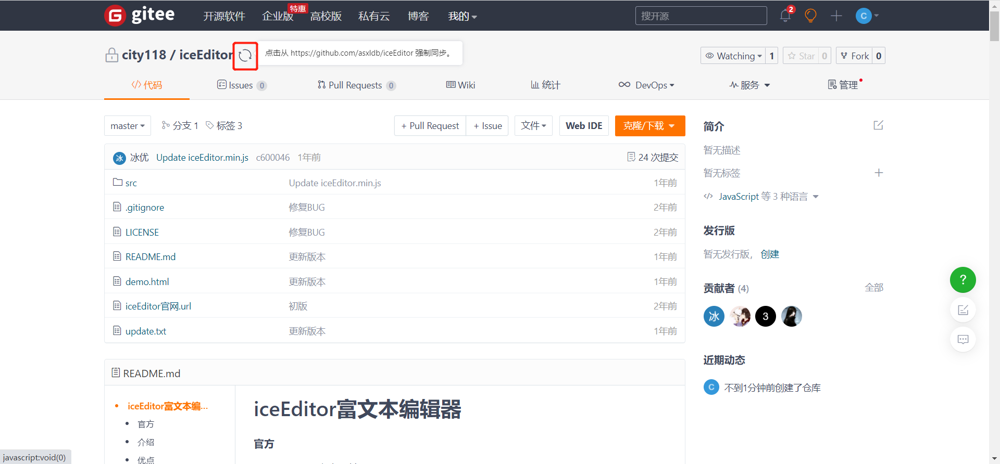 gitee 开源软件 企业版 特惠 高校版 私有云 博客 我的 搜开源 2 C
city118 / iceEditor 点击从 https://github.com/asxldb/iceEditor 强制同步。 Watching 1 Star 0 Fork 0
代码 Issues 0 Pull Requests 0 Wiki 统计 DevOps 服务 管理
master 分支 1 标签 3 + Pull Request + Issue 文件 Web IDE 克隆/下载
冰 冰优 Update iceEditor.min.js c600046 1年前 24 次提交
src Update iceEditor.min.js 1年前
.gitignore 修复BUG 2年前
LICENSE 修复BUG 2年前
README.md 更新版本 1年前
demo.html 更新版本 1年前
iceEditor官网.url 初版 2年前
update.txt 更新版本 1年前
README.md
iceEditor富文本编...
官方
介绍
优点
iceEditor富文本编辑器
官方
简介
暂无描述
暂无标签
JavaScript 等 3 种语言
发行版
暂无发行版， 创建
贡献者 (4) 全部
冰 3
近期动态
C 不到1分钟前创建了仓库
?
javascript:void(0)